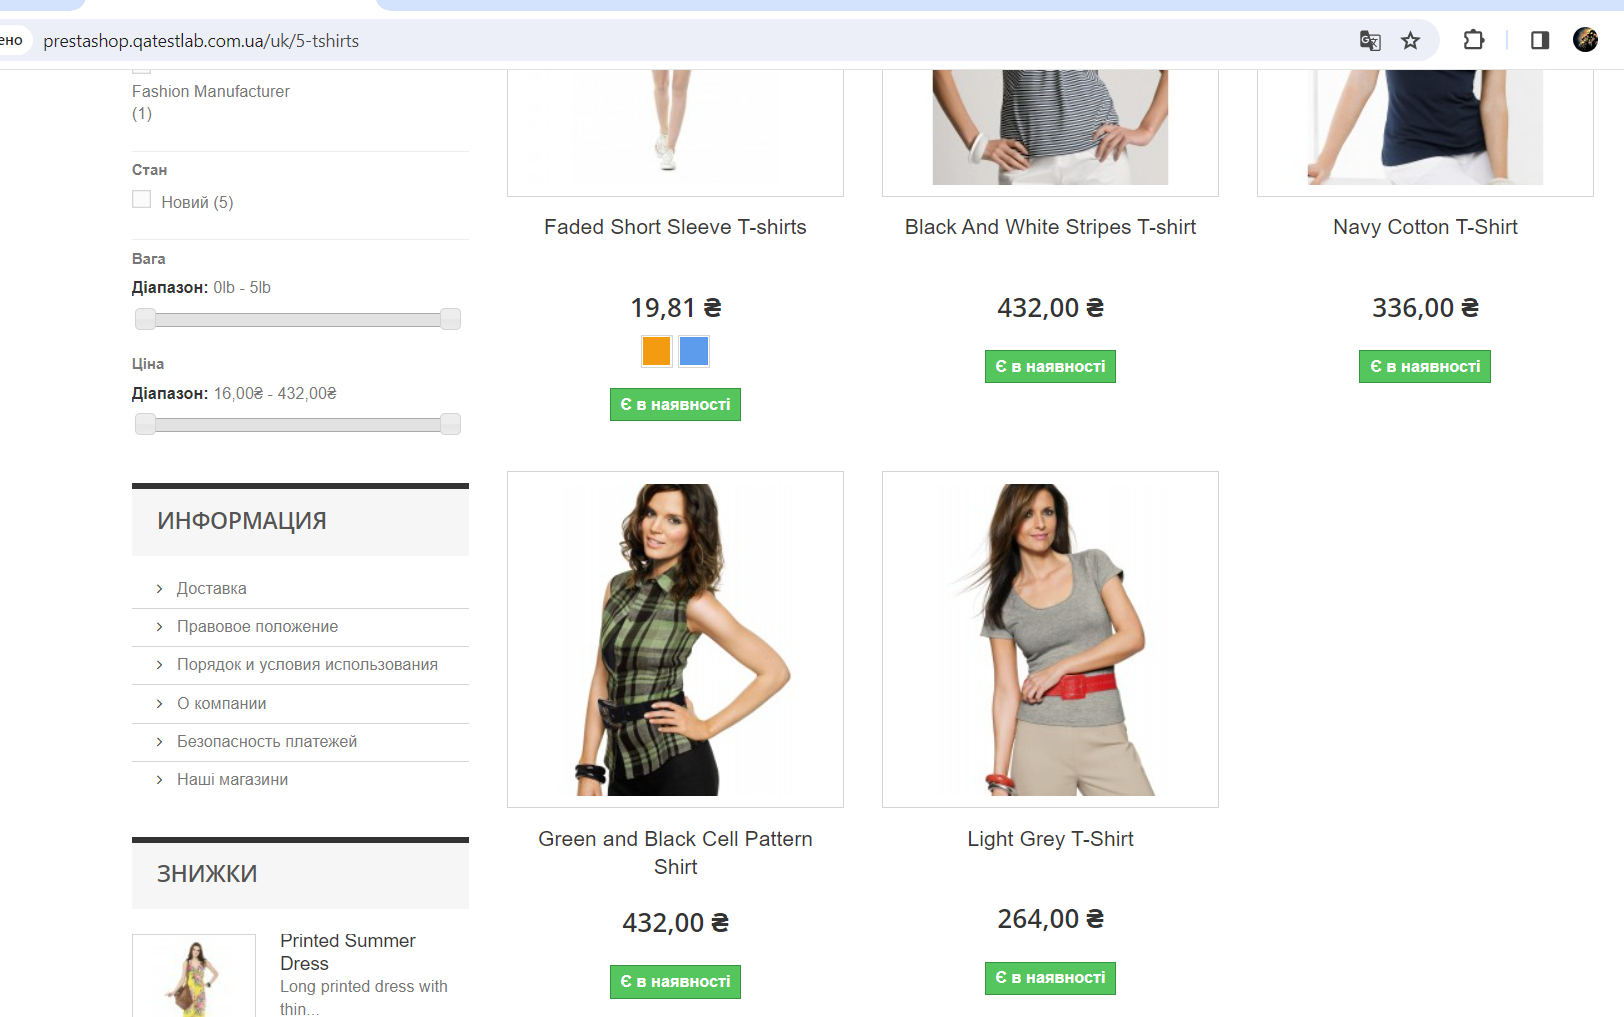 ено
prestashop.qatestlab.com.ua/uk/5-tshirts
Fashion Manufacturer
(1)
Стан
Новий (5)
Вага
Діапазон: 0lb - 5lb
Ціна
Діапазон: 16,00₴ - 432,00₴
ИНФОРМАЦИЯ
Доставка
Правовое положение
Порядок и условия использования
О компании
Безопасность платежей
Наші магазини
ЗНИЖКИ
Printed Summer
Dress
Long printed dress with
thin...
Faded Short Sleeve T-shirts
19,81 ₴
Є в наявності
Black And White Stripes T-shirt
432,00 ₴
Є в наявності
Navy Cotton T-Shirt
336,00 ₴
Є в наявності
Green and Black Cell Pattern
Shirt
432,00 ₴
Є в наявності
Light Grey T-Shirt
264,00 ₴
Є в наявності